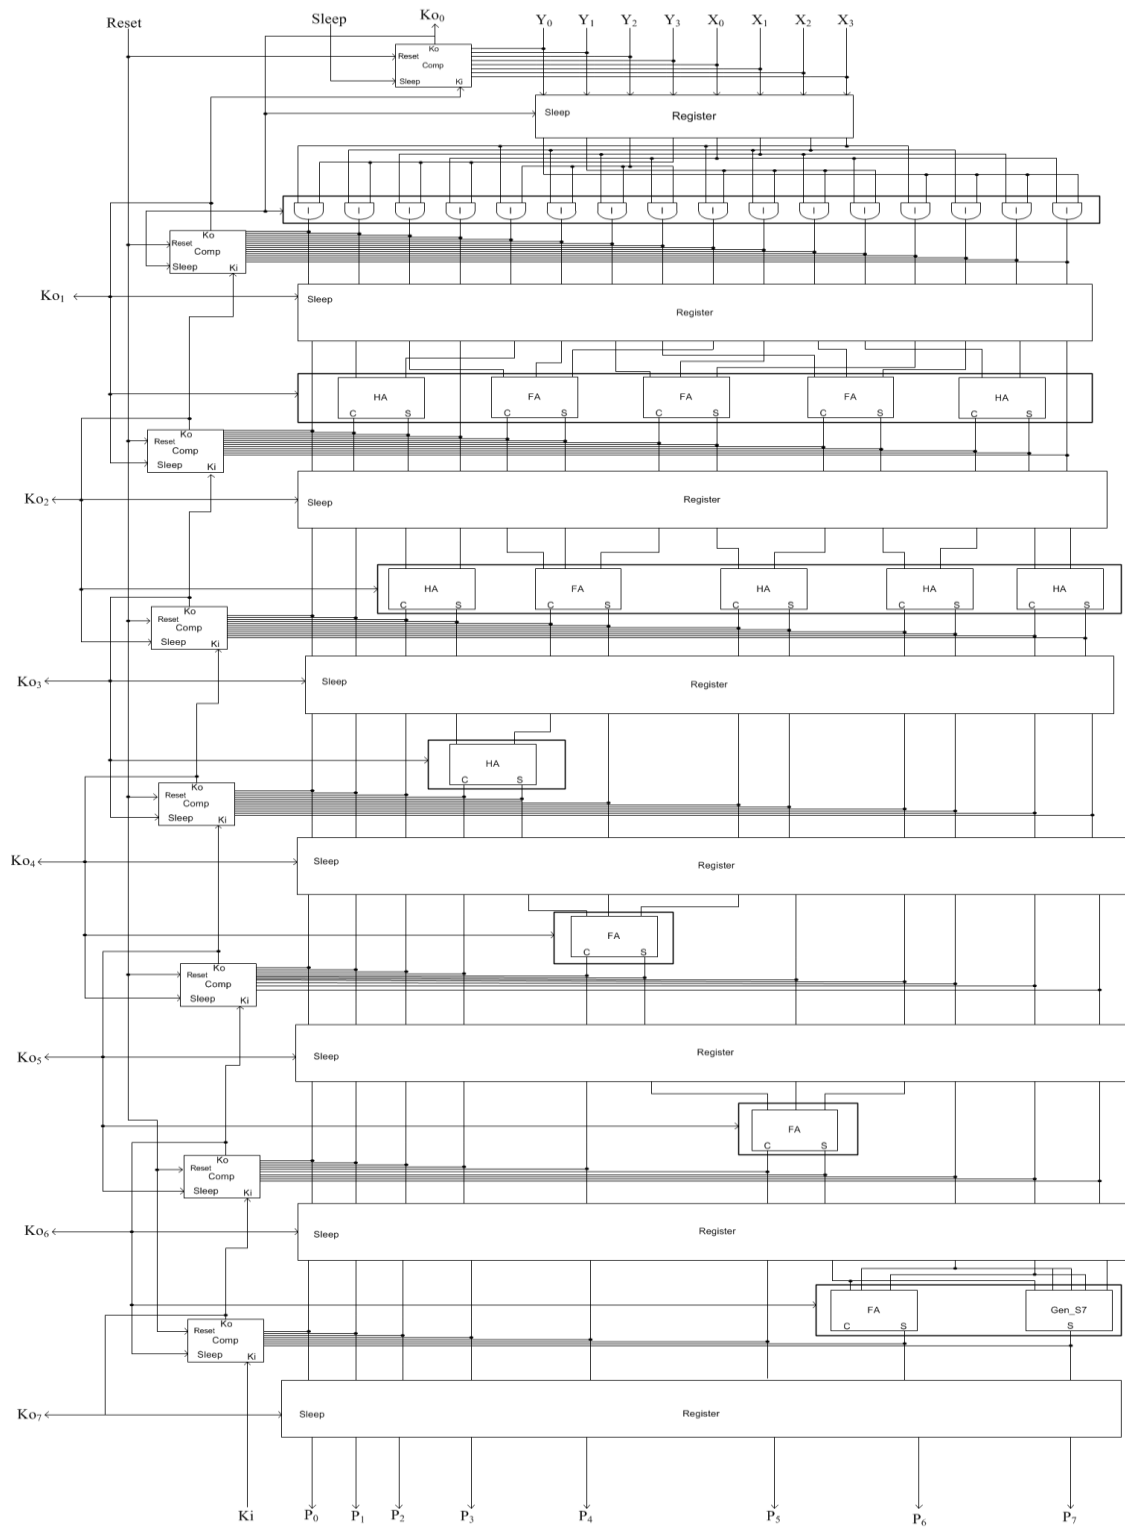 Reset Sleep Ko0 Y0 Y1 Y2 Y3 X0 X1 X2 X3
Ko
Reset
Comp
Sleep Ki
Sleep Register
I I I I I I I I I I I I I I I I
Ko
Reset
Comp
Sleep Ki
Ko1
Sleep
Register
HA FA FA FA HA
C S C S C S C S C S
Ko
Reset
Comp
Sleep Ki
Ko2
Sleep Register
HA FA HA HA HA
C S C S C S C S C S
Ko
Reset
Comp
Sleep Ki
Ko3
Sleep Register
HA
C S
Ko
Reset
Comp
Sleep Ki
Ko4
Sleep Register
FA
C S
Ko
Reset
Comp
Sleep Ki
Ko5
Sleep Register
FA
C S
Ko
Reset
Comp
Sleep Ki
Ko6
Sleep Register
FA Gen_S7
C S S
Ko
Reset
Comp
Sleep Ki
Ko7
Sleep Register
Ki P0 P1 P2 P3 P4 P5 P6 P7